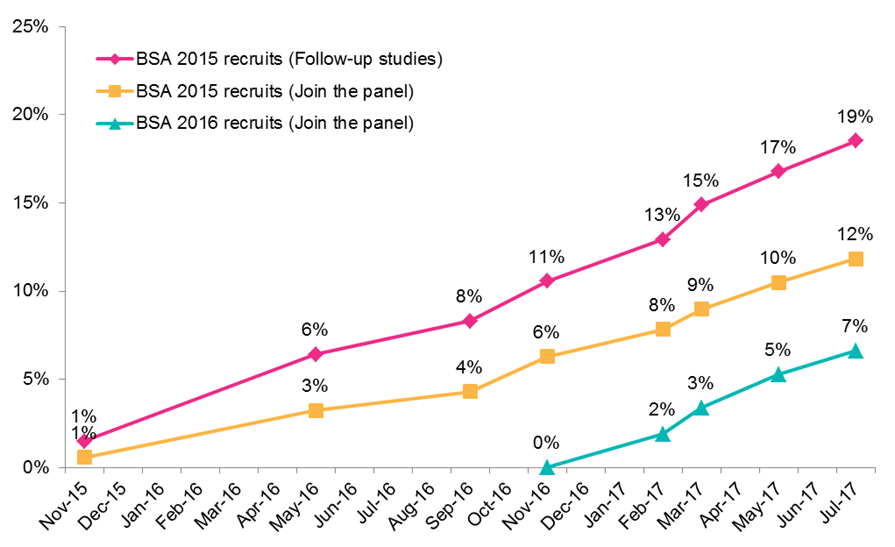 25%
20%
15%
10%
5%
0%
BSA 2015 recruits (Follow-up studies)
BSA 2015 recruits (Join the panel)
BSA 2016 recruits (Join the panel)
1%
6%
8%
11%
13%
15%
17%
19%
1%
3%
4%
6%
8%
9%
10%
12%
0%
2%
3%
5%
7%
Nov-15
Dec-15
Jan-16
Feb-16
Mar-16
Apr-16
May-16
Jun-16
Jul-16
Aug-16
Sep-16
Oct-16
Nov-16
Dec-16
Jan-17
Feb-17
Mar-17
Apr-17
May-17
Jun-17
Jul-17